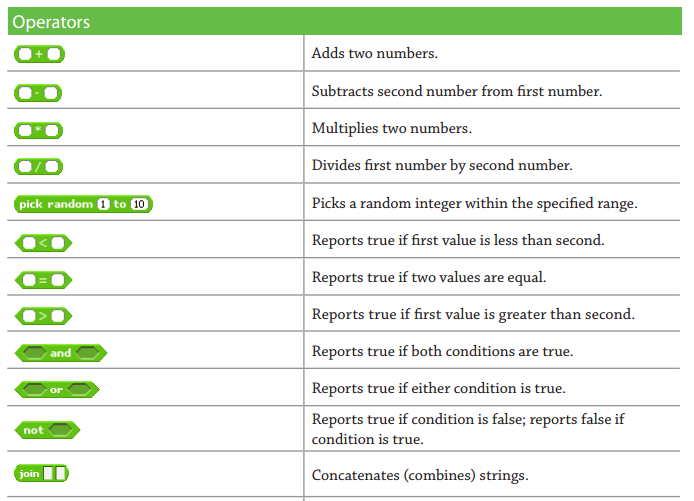 Operators
+
Adds two numbers.
-
Subtracts second number from first number.
*
Multiplies two numbers.
/
Divides first number by second number.
pick random 1 to 10
Picks a random integer within the specified range.
<
Reports true if first value is less than second.
=
Reports true if two values are equal.
>
Reports true if first value is greater than second.
and
Reports true if both conditions are true.
or
Reports true if either condition is true.
not
Reports true if condition is false; reports false if
condition is true.
join
Concatenates (combines) strings.